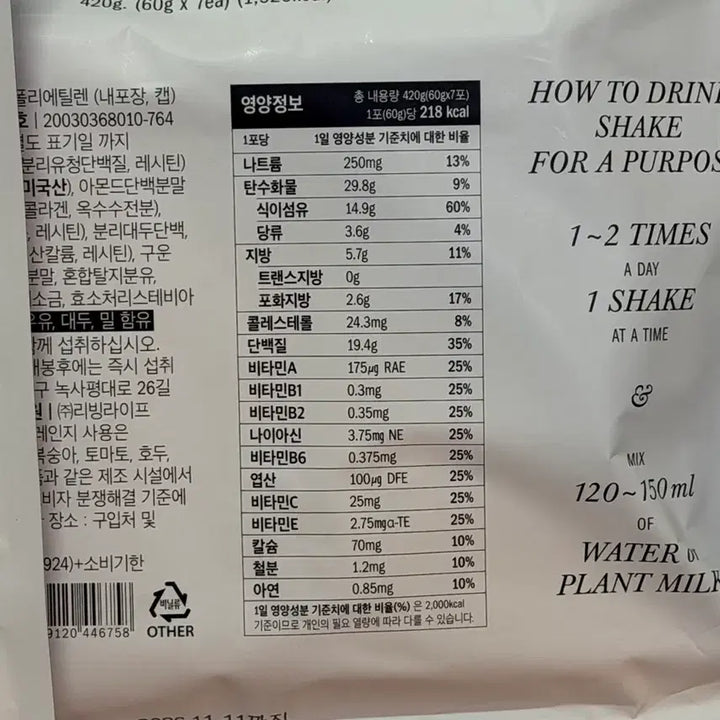 420g. (60g x 7ea)
폴리에틸렌 (내포장, 캡)
호 | 20030368010-764
별도 표기일 까지
분리유청단백질, 레시틴)
미국산), 아몬드단백분말
콜라겐, 옥수수전분),
, 레시틴), 분리대두단백,
산칼륨, 레시틴), 구운
분말, 혼합탈지분유,
소금, 효소처리스테비아
우유, 대두, 밀 함유
함께 섭취하십시오.
개봉후에는 즉시 섭취
구 녹사평대로 26길
원 | ㈜리빙라이프
레인지 사용은
복숭아, 토마토, 호두,
품과 같은 제조 시설에서
비자 분쟁해결 기준에
장소 : 구입처 및
924)+소비기한
9120 446758
비닐류
OTHER
영양정보
총 내용량 420g(60gx7포)
1포(60g)당 218 kcal
1포당 1일 영양성분 기준치에 대한 비율
나트륨 250mg 13%
탄수화물 29.8g 9%
식이섬유 14.9g 60%
당류 3.6g 4%
지방 5.7g 11%
트랜스지방 0g
포화지방 2.6g 17%
콜레스테롤 24.3mg 8%
단백질 19.4g 35%
비타민A 175μg RAE 25%
비타민B1 0.3mg 25%
비타민B2 0.35mg 25%
나이아신 3.75mg NE 25%
비타민B6 0.375mg 25%
엽산 100μg DFE 25%
비타민C 25mg 25%
비타민E 2.75mgα-TE 25%
칼슘 70mg 10%
철분 1.2mg 10%
아연 0.85mg 10%
1일 영양성분 기준치에 대한 비율(%) 은 2,000kcal
기준이므로 개인의 필요 열량에 따라 다를 수 있습니다.
HOW TO DRIN
SHAKE
FOR A PURPOS
1~2 TIMES
A DAY
1 SHAKE
AT A TIME
&
MIX
120~150ml
OF
WATER or
PLANT MILK